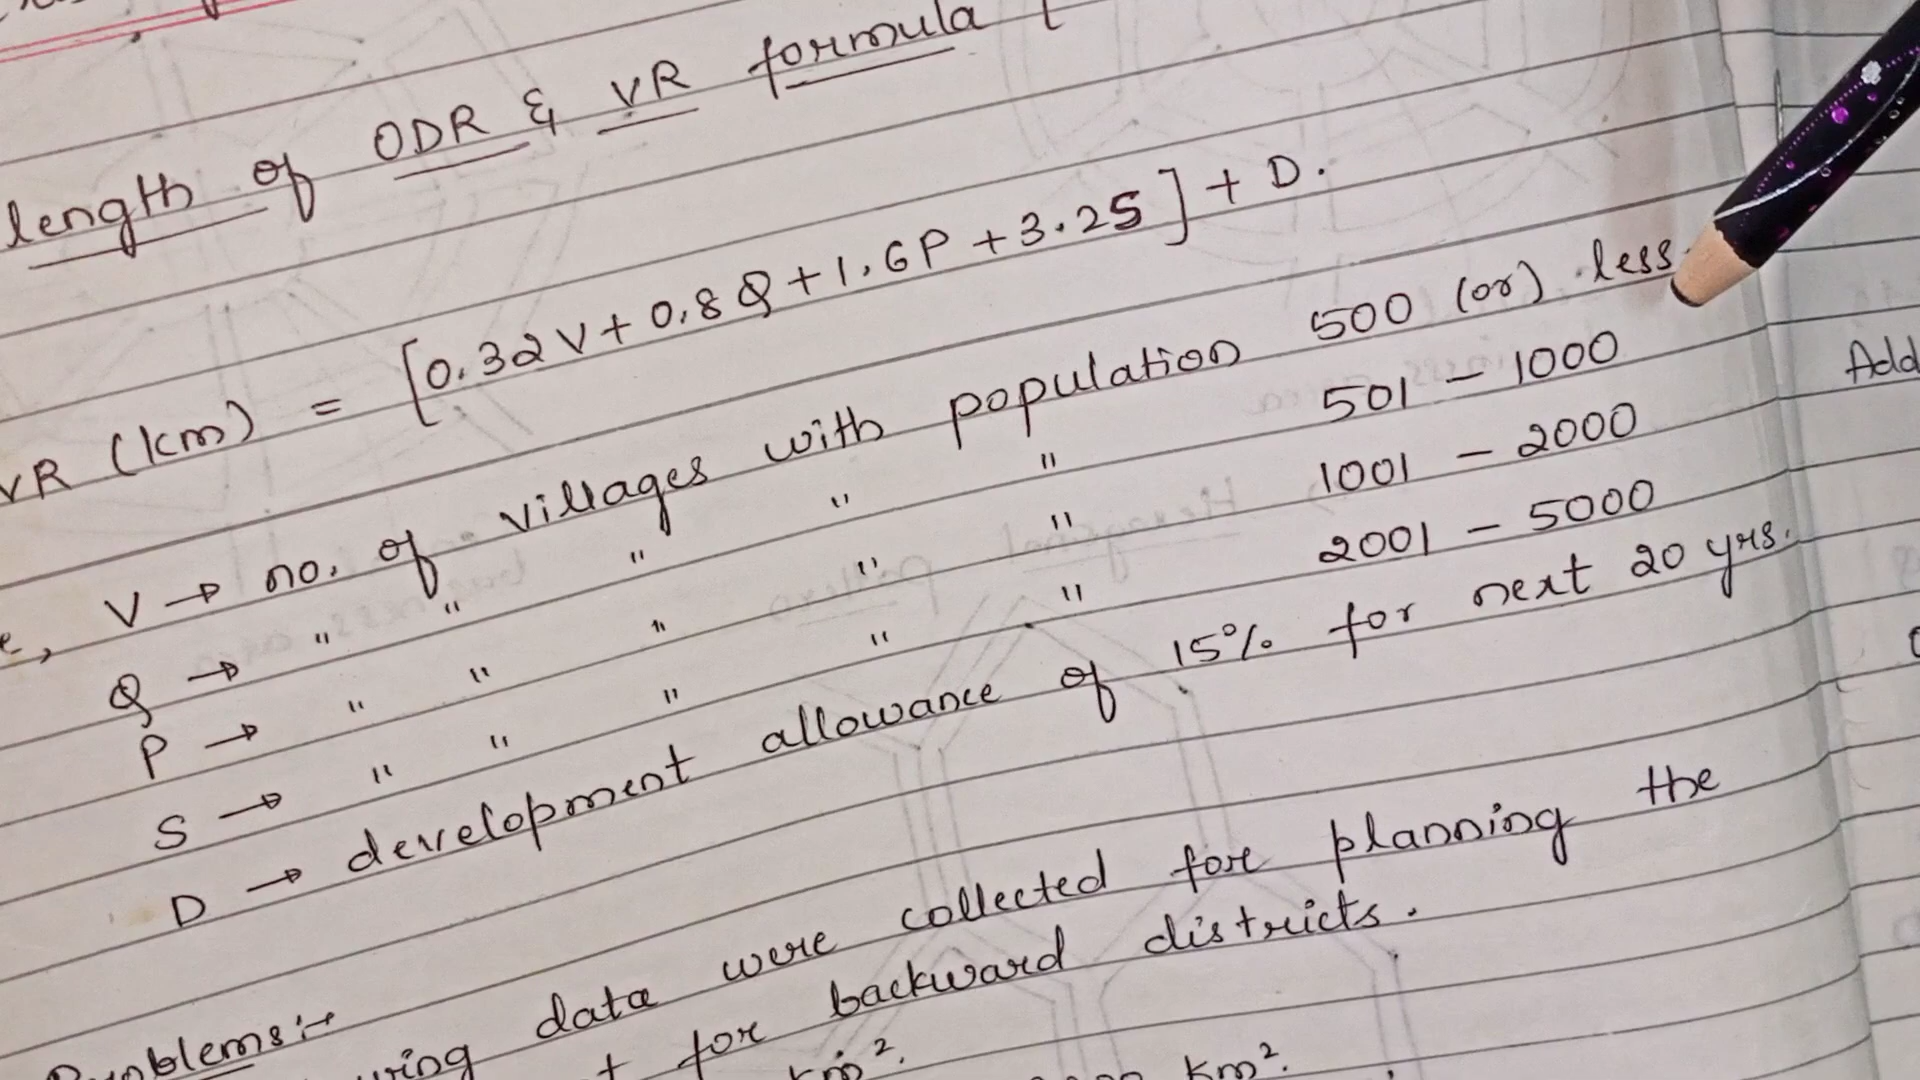 length of ODR & VR formula
VR (km) = [0.32V + 0.8Q + 1.6P + 3.2S] + D.
V → no. of villages with population 500 (or) less
Q → " " " " " 501 - 1000
P → " " " " " 1001 - 2000
S → " " " " " 2001 - 5000
D → development allowance of 15% for next 20 yrs.
Problems:-
data were collected for planning the
for backward districts.
km². km².
Add